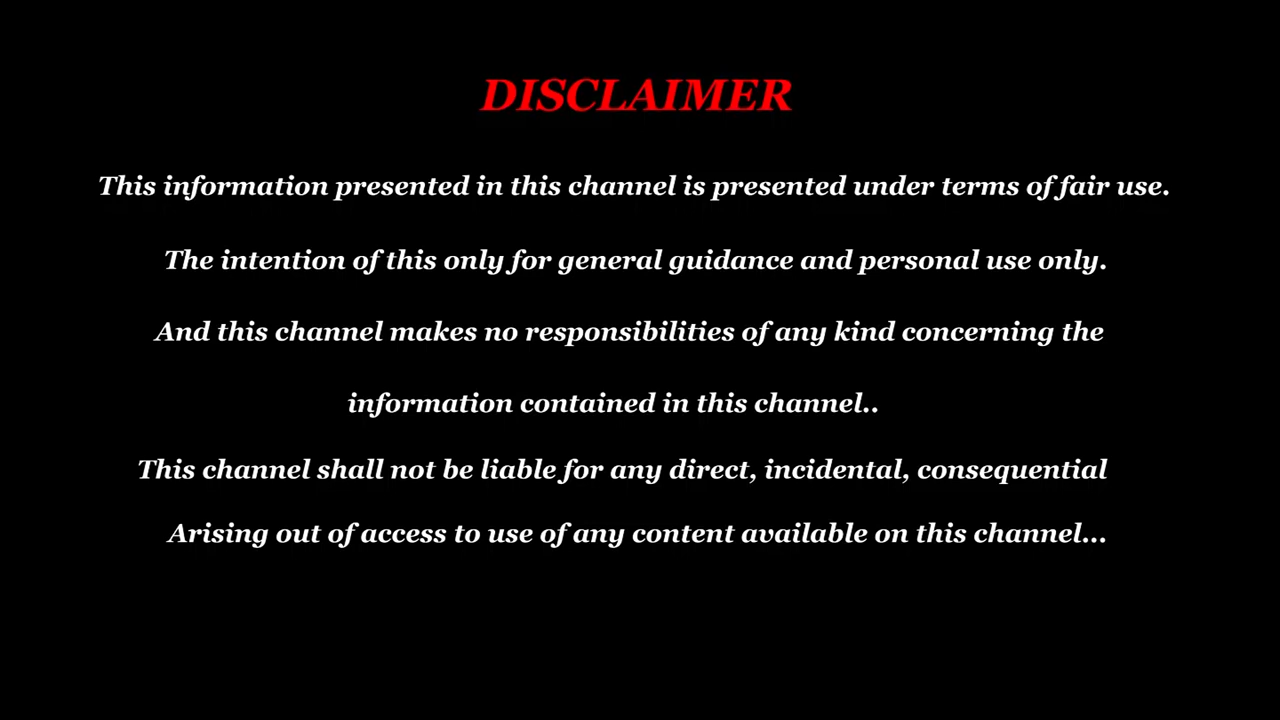 DISCLAIMER
This information presented in this channel is presented under terms of fair use.
The intention of this only for general guidance and personal use only.
And this channel makes no responsibilities of any kind concerning the
information contained in this channel..
This channel shall not be liable for any direct, incidental, consequential
Arising out of access to use of any content available on this channel...